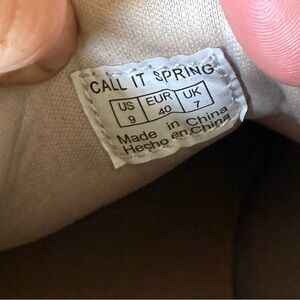 CALL IT SPRING
US EUR UK
9 40 7
Made in China
Hecho en China